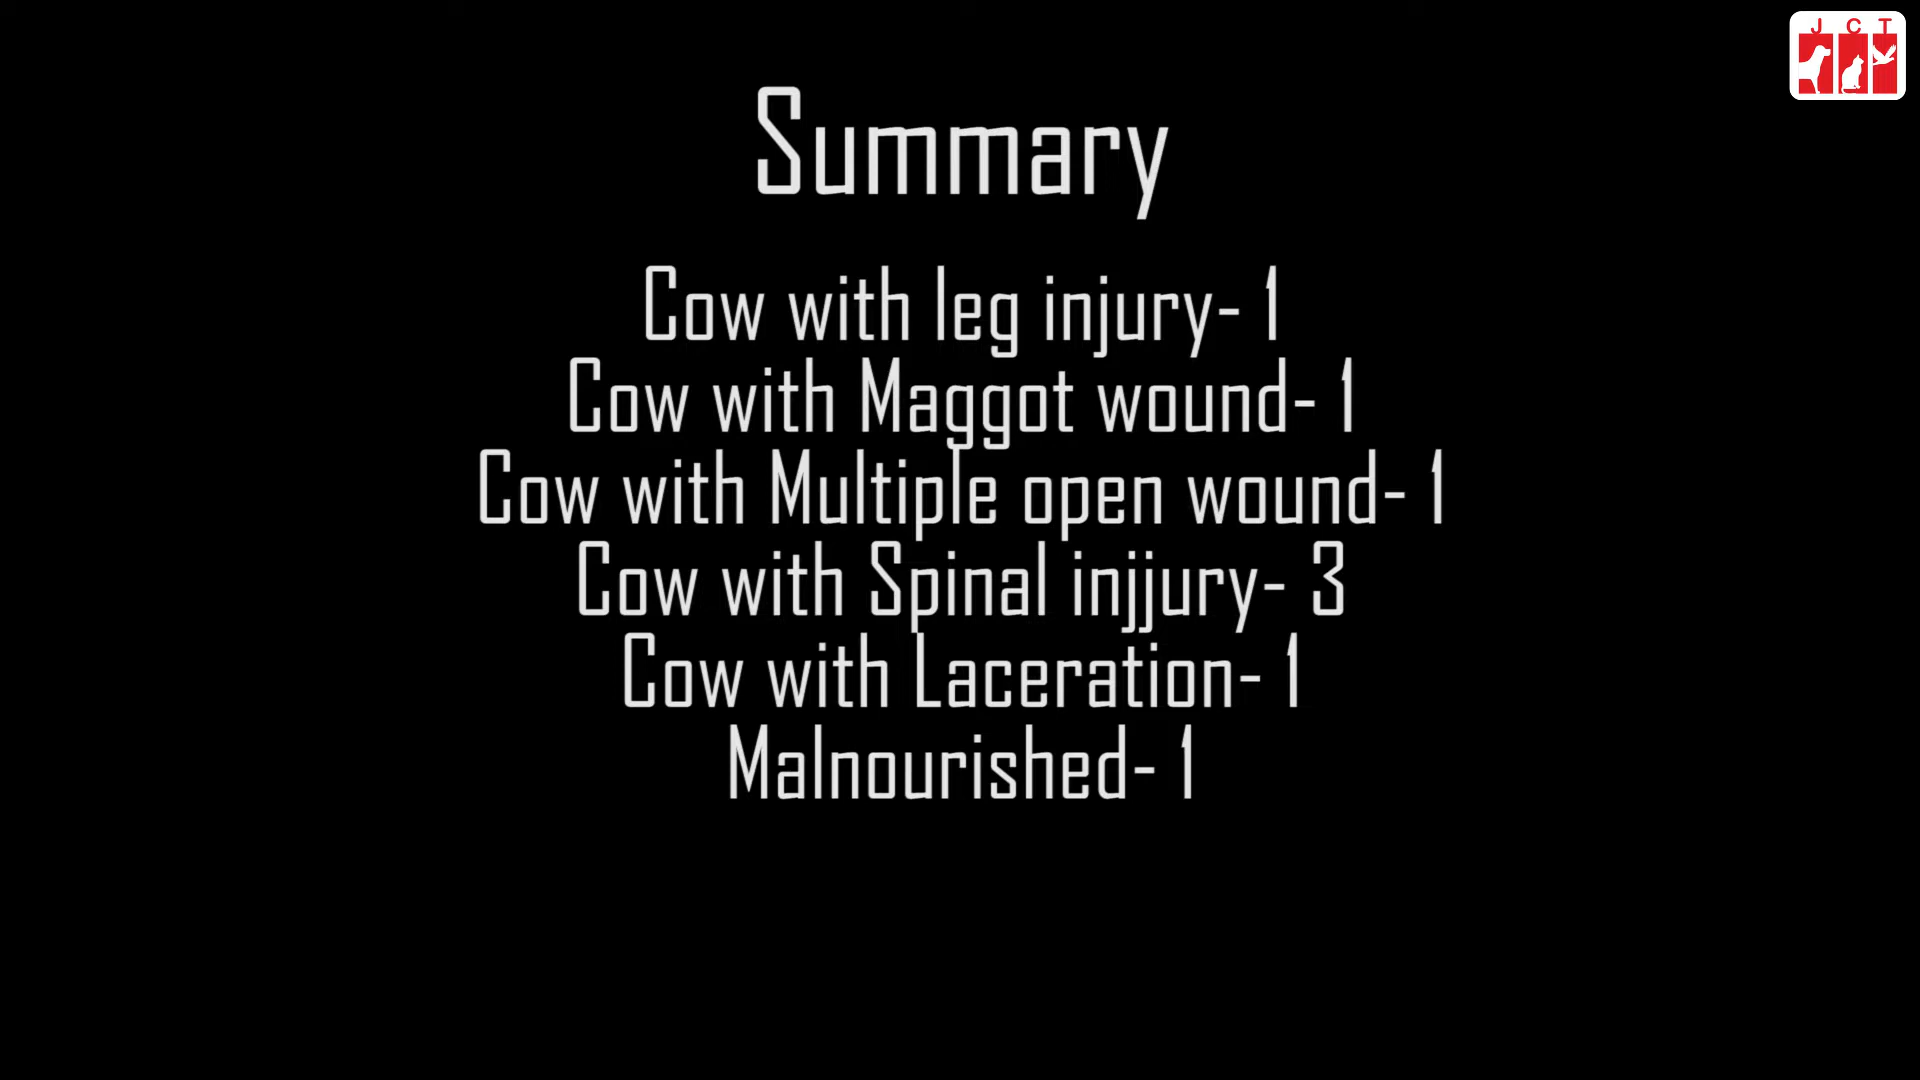 J C T
Summary
Cow with leg injury- 1
Cow with Maggot wound- 1
Cow with Multiple open wound- 1
Cow with Spinal injjury- 3
Cow with Laceration- 1
Malnourished- 1